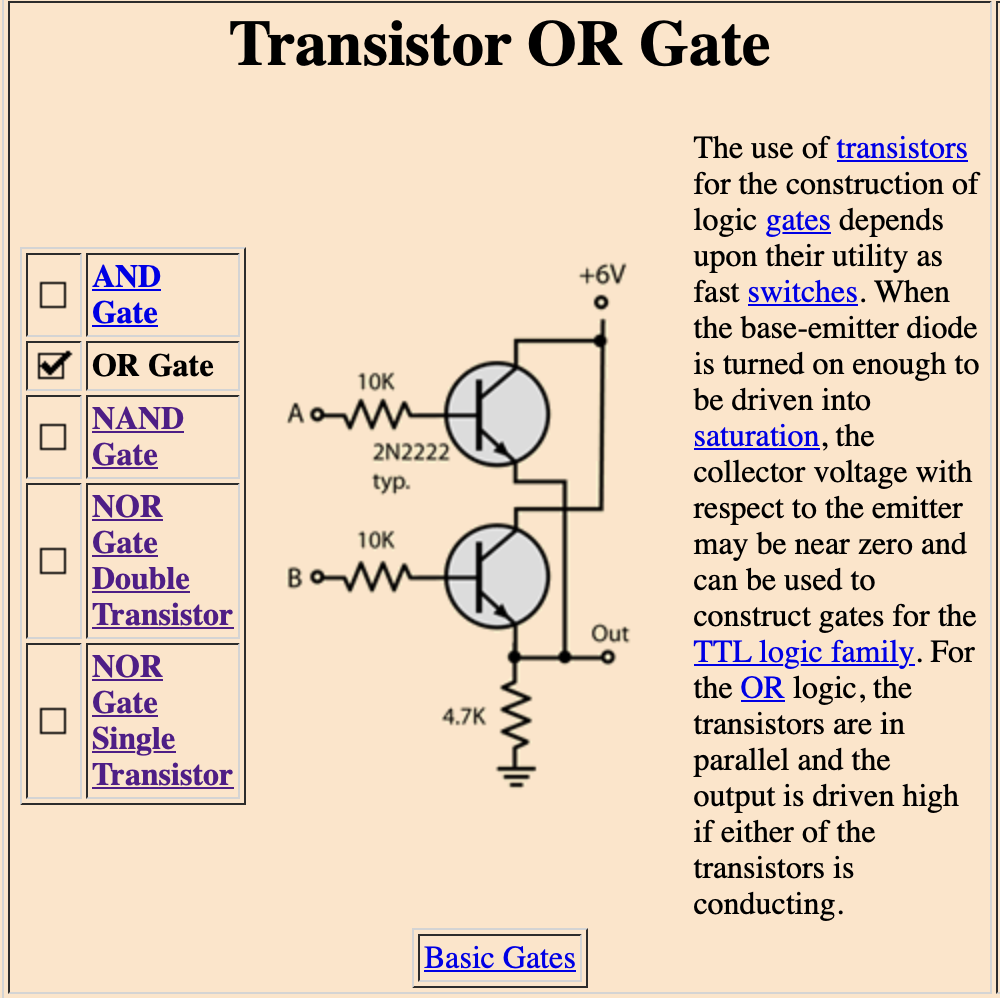 Transistor OR Gate
AND
Gate
OR Gate
NAND
Gate
NOR
Gate
Double
Transistor
NOR
Gate
Single
Transistor
+6V
10K
A
2N2222
typ.
10K
B
Out
4.7K
The use of transistors
for the construction of
logic gates depends
upon their utility as
fast switches. When
the base-emitter diode
is turned on enough to
be driven into
saturation, the
collector voltage with
respect to the emitter
may be near zero and
can be used to
construct gates for the
TTL logic family. For
the OR logic, the
transistors are in
parallel and the
output is driven high
if either of the
transistors is
conducting.
Basic Gates